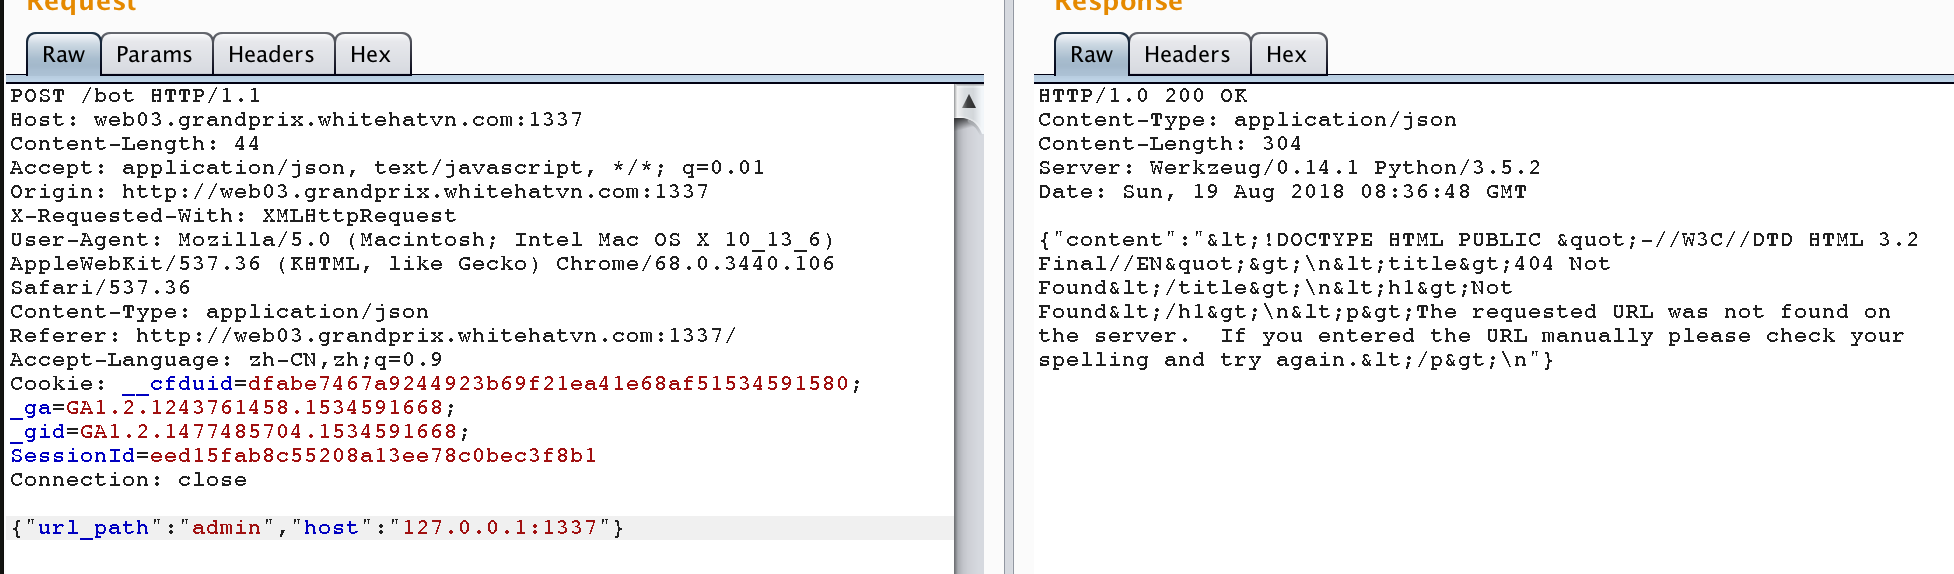 Request
Raw Params Headers Hex
POST /bot HTTP/1.1
Host: web03.grandprix.whitehatvn.com:1337
Content-Length: 44
Accept: application/json, text/javascript, */*; q=0.01
Origin: http://web03.grandprix.whitehatvn.com:1337
X-Requested-With: XMLHttpRequest
User-Agent: Mozilla/5.0 (Macintosh; Intel Mac OS X 10_13_6)
AppleWebKit/537.36 (KHTML, like Gecko) Chrome/68.0.3440.106
Safari/537.36
Content-Type: application/json
Referer: http://web03.grandprix.whitehatvn.com:1337/
Accept-Language: zh-CN,zh;q=0.9
Cookie: __cfduid=dfabe7467a9244923b69f21ea41e68af51534591580;
_ga=GA1.2.1243761458.1534591668;
_gid=GA1.2.1477485704.1534591668;
SessionId=eed15fab8c55208a13ee78c0bec3f8b1
Connection: close
{"url_path":"admin","host":"127.0.0.1:1337"}
Response
Raw Headers Hex
HTTP/1.0 200 OK
Content-Type: application/json
Content-Length: 304
Server: Werkzeug/0.14.1 Python/3.5.2
Date: Sun, 19 Aug 2018 08:36:48 GMT
{"content":"&lt;!DOCTYPE HTML PUBLIC &quot;-//W3C//DTD HTML 3.2
Final//EN&quot;&gt;\n&lt;title&gt;404 Not
Found&lt;/title&gt;\n&lt;h1&gt;Not
Found&lt;/h1&gt;\n&lt;p&gt;The requested URL was not found on
the server.  If you entered the URL manually please check your
spelling and try again.&lt;/p&gt;\n"}